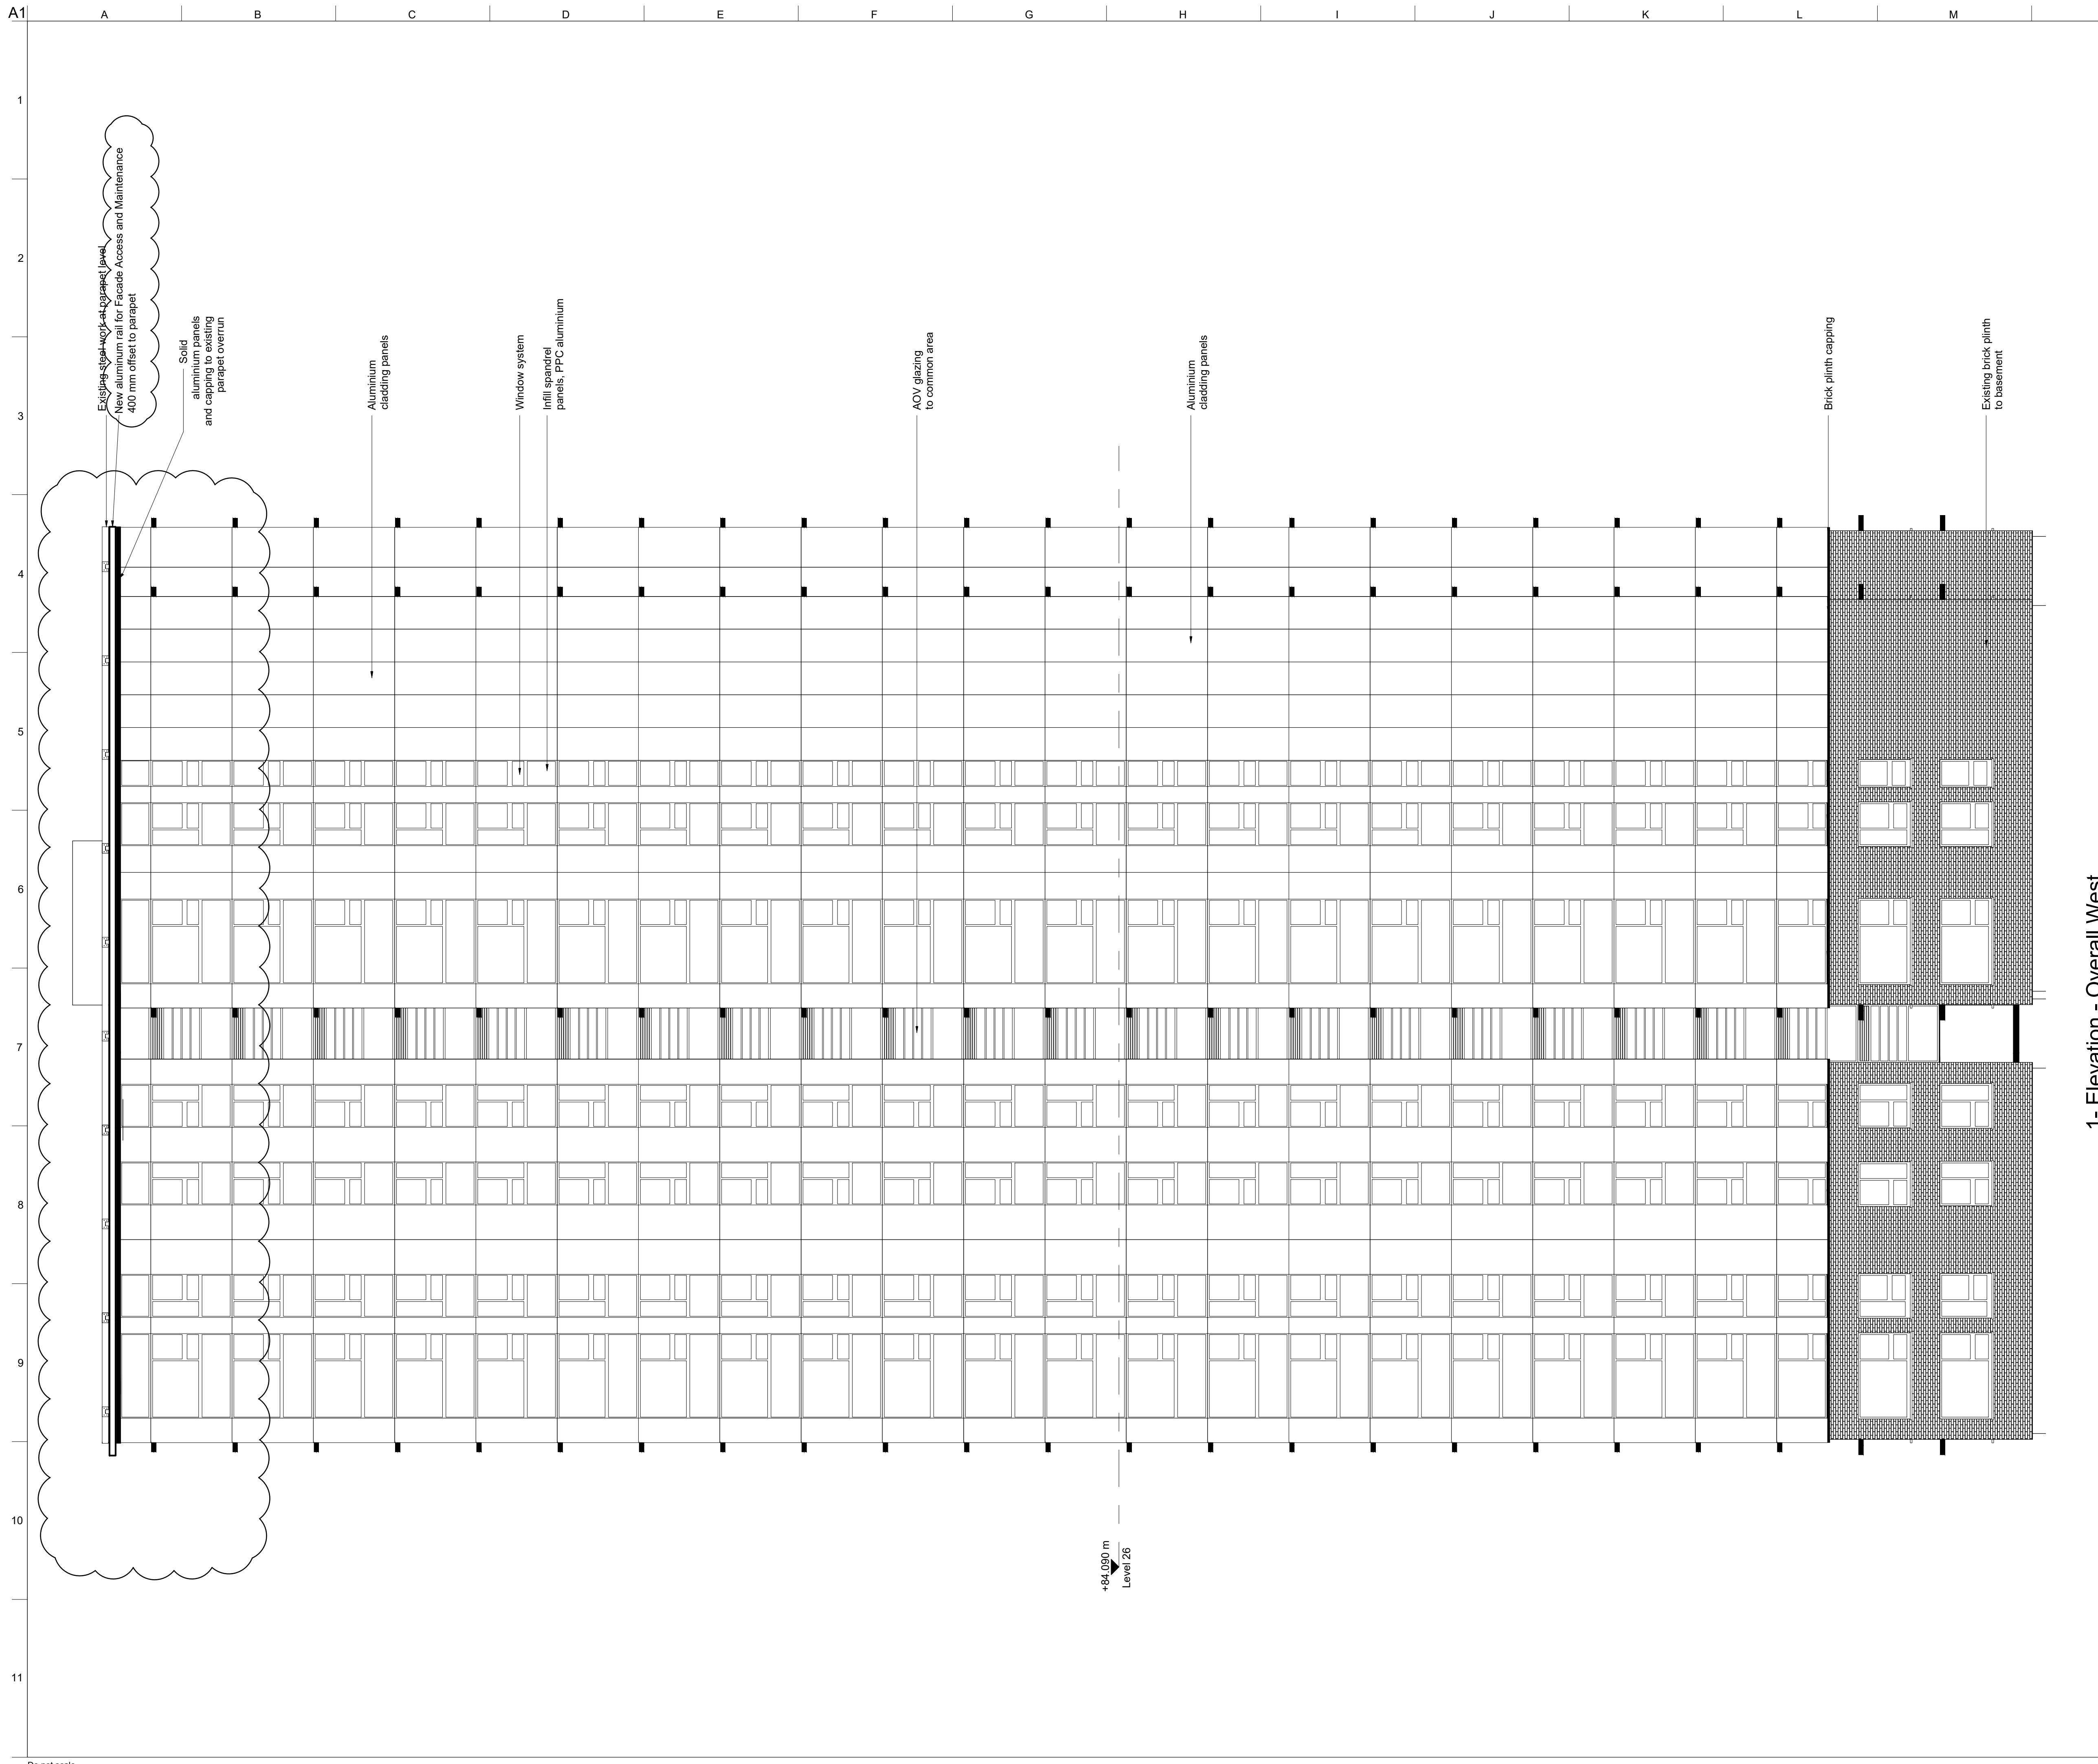 A1
A
B
C
D
E
F
G
H
I
J
K
L
M
1
2
3
4
5
6
7
8
9
10
11
Existing steel work at parapet level
New aluminum rail for Facade Access and Maintenance
400 mm offset to parapet
Solid
aluminium panels
and capping to existing
parapet overrun
Aluminium
cladding panels
Window system
Infill spandrel
panels, PPC aluminium
AOV glazing
to common area
Aluminium
cladding panels
Brick plinth capping
Existing brick plinth
to basement
+84.090 m
Level 26
1- Elevation - Overall West
Do not scale